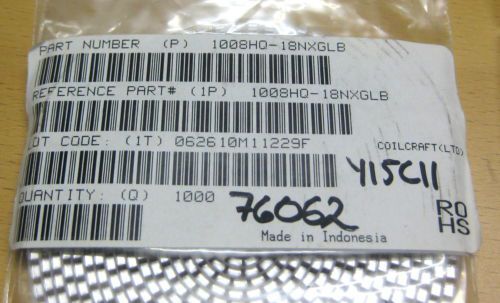 PART NUMBER (P) 1008HQ-18NXGLB
REFERENCE PART# (1P) 1008HQ-18NXGLB
LOT CODE: (1T) 062610M11229F
COILCRAFT(LTD)
Y15C11
QUANTITY: (Q) 1000
76062
RO
HS
Made in Indonesia